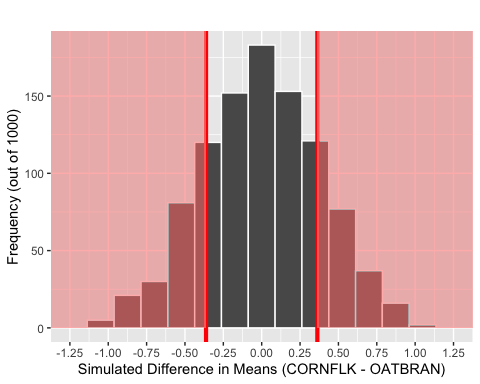 Frequency (out of 1000)
150
100
50
0
-1.25 -1.00 -0.75 -0.50 -0.25 0.00 0.25 0.50 0.75 1.00 1.25
Simulated Difference in Means (CORNFLK - OATBRAN)